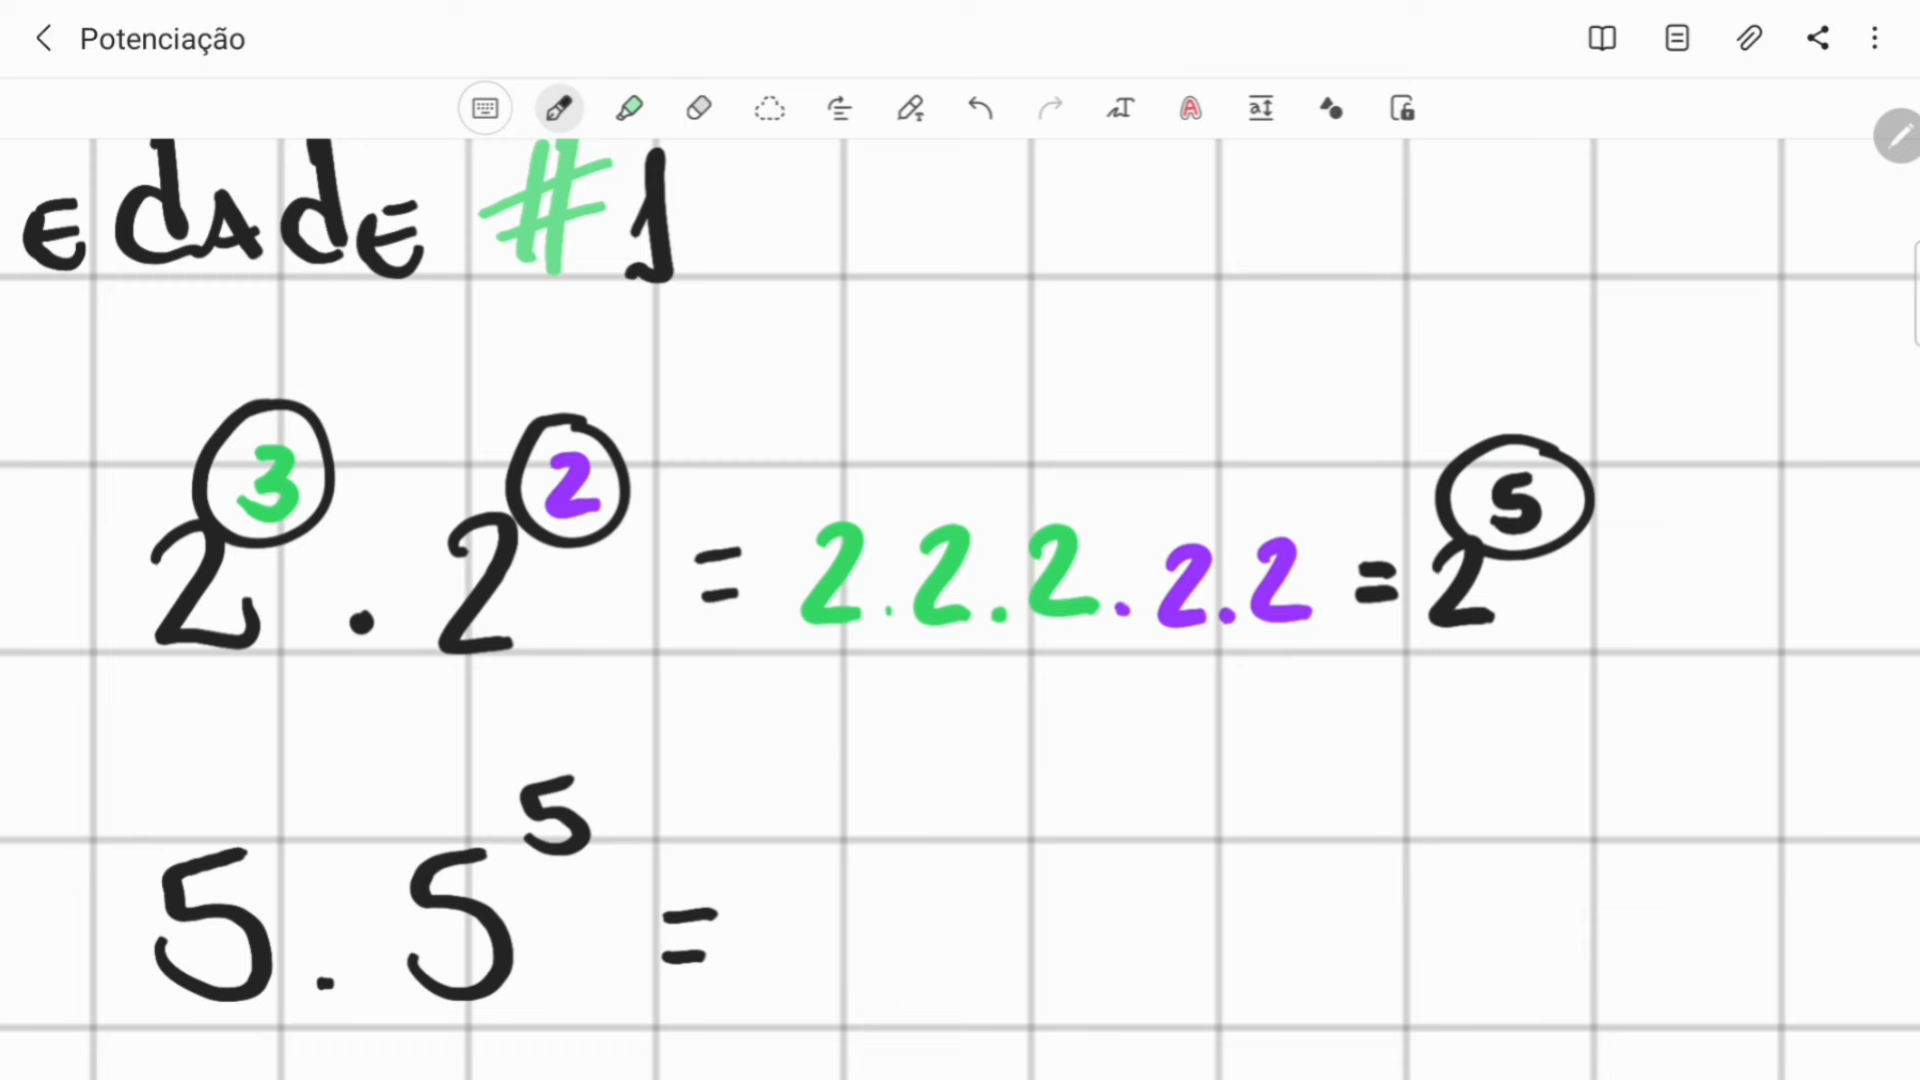 Potenciação
EdAdE #1
2³ . 2² = 2.2.2.2.2 = 2⁵
5 . 5⁵ =